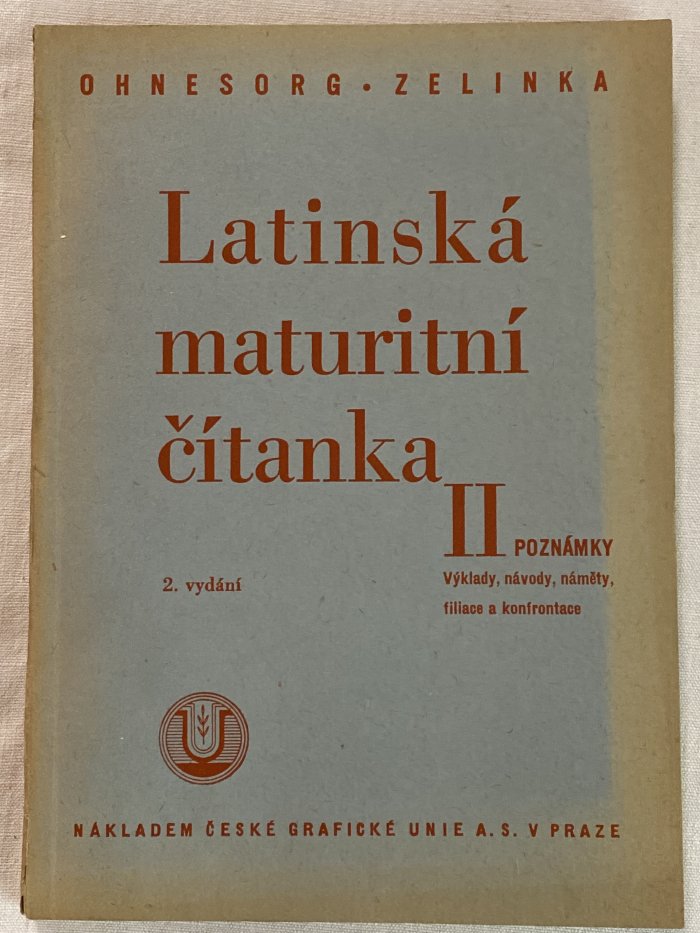 OHNESORG • ZELINKA
Latinská
maturitní
čítanka
II POZNÁMKY
Výklady, návody, náměty,
filiace a konfrontace
2. vydání
U
NÁKLADEM ČESKÉ GRAFICKÉ UNIE A. S. V PRAZE